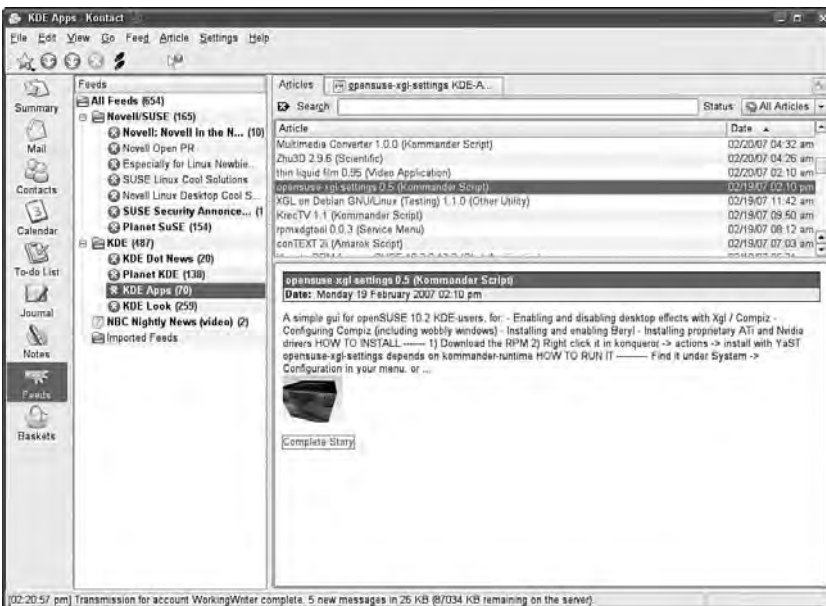 KDE Apps - Kontact
File Edit View Go Feed Article Settings Help
Summary
Mail
Contacts
Calendar
To-do List
Journal
Notes
Feeds
Baskets
Feeds
All Feeds (654)
Novell/SUSE (165)
Novell: Novell in the N... (10)
Novell Open PR
Especially for Linux Newbie...
SUSE Linux Cool Solutions
Novell Linux Desktop Cool S...
SUSE Security Annonce... (1
Planet SuSE (154)
KDE (487)
KDE Dot News (20)
Planet KDE (138)
KDE Apps (70)
KDE Look (259)
NBC Nightly News (video) (2)
Imported Feeds
Articles opensuse-xgl-settings KDE-A...
Search Status All Articles
Article Date
Multimedia Converter 1.0.0 (Kommander Script) 02/20/07 04:32 am
Zhu3D 2.9.6 (Scientific) 02/20/07 04:26 am
thin liquid film 0.95 (Video Application) 02/20/07 02:10 am
opensuse-xgl-settings 0.5 (Kommander Script) 02/19/07 02:10 pm
XGL on Debian GNU/Linux (Testing) 1.1.0 (Other Utility) 02/19/07 11:42 am
KrecTV 1.1 (Kommander Script) 02/19/07 09:50 am
rpmxdgtool 0.0.3 (Service Menu) 02/19/07 08:12 am
conTEXT 2i (Amarok Script) 02/19/07 07:03 am
opensuse-xgl-settings 0.5 (Kommander Script)
Date: Monday 19 February 2007 02:10 pm
A simple gui for openSUSE 10.2 KDE-users, for: - Enabling and disabling desktop effects with Xgl / Compiz -
Configuring Compiz (including wobbly windows) - Installing and enabling Beryl - Installing proprietary ATi and Nvidia
drivers HOW TO INSTALL------ 1) Download the RPM 2) Right click it in konqueror -> actions -> install with YaST
opensuse-xgl-settings depends on kommander-runtime HOW TO RUN IT ------ Find it under System ->
Configuration in your menu. or ...
Complete Story
[02:20:57 pm] Transmission for account WorkingWriter complete. 5 new messages in 26 KB (87034 KB remaining on the server).